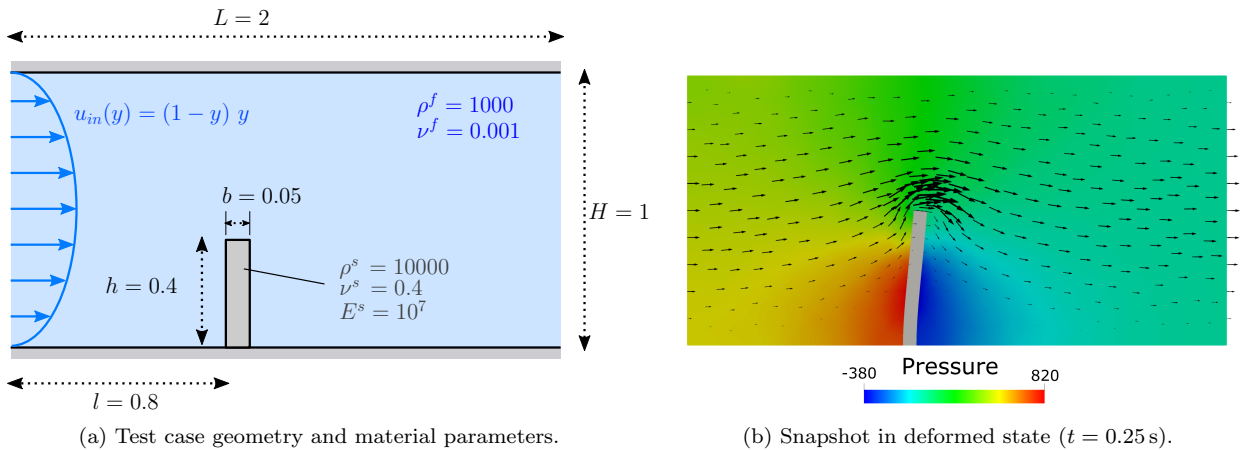 L = 2
u_in(y) = (1 − y) y
ρ^f = 1000
ν^f = 0.001
b = 0.05
H = 1
h = 0.4
ρ^s = 10000
ν^s = 0.4
E^s = 10^7
l = 0.8
(a) Test case geometry and material parameters.
Pressure
-380
820
(b) Snapshot in deformed state (t = 0.25 s).